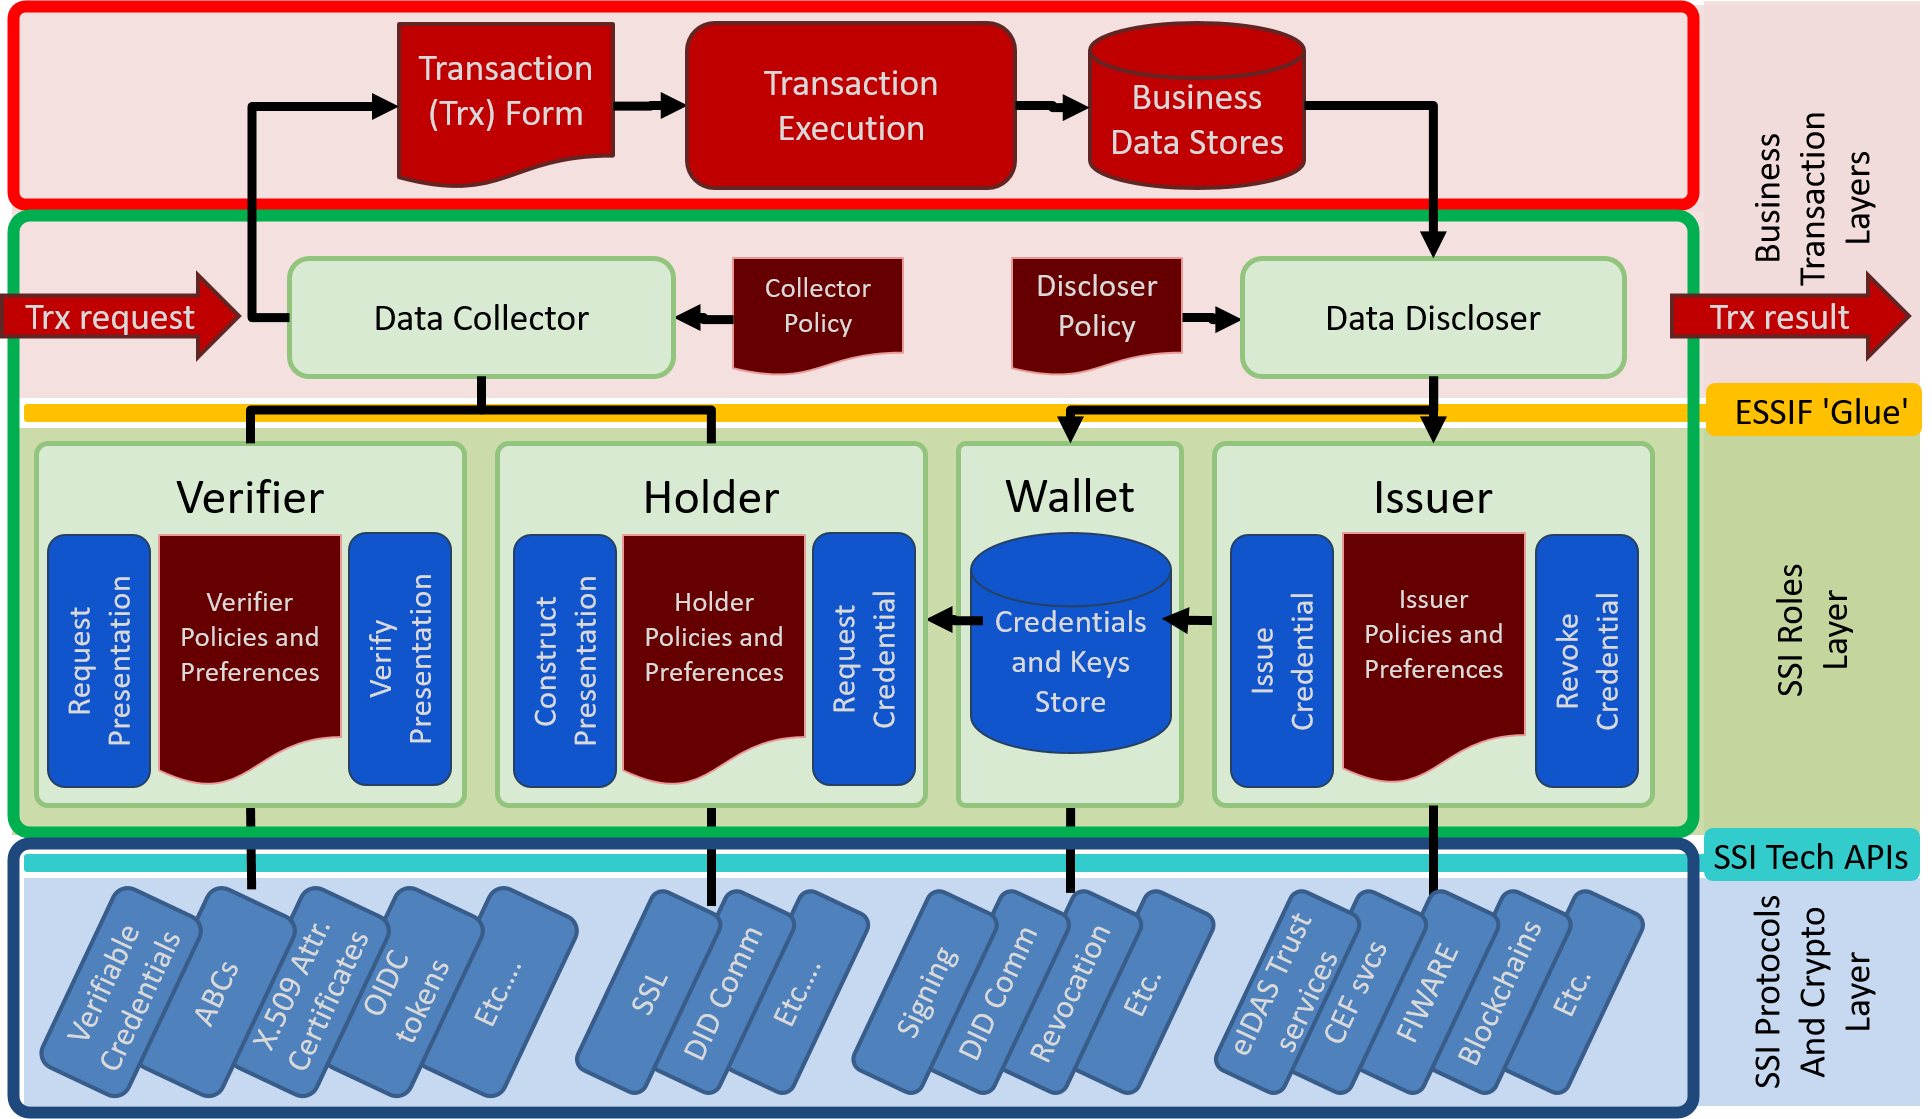 Transaction
(Trx) Form
Transaction
Execution
Business
Data Stores
Business
Transaction
Layers
Trx request
Data Collector
Collector
Policy
Discloser
Policy
Data Discloser
Trx result
ESSIF 'Glue'
Verifier
Request
Presentation
Verifier
Policies and
Preferences
Verify
Presentation
Holder
Construct
Presentation
Holder
Policies and
Preferences
Request
Credential
Wallet
Credentials
and Keys
Store
Issuer
Issue
Credential
Issuer
Policies and
Preferences
Revoke
Credential
SSI Roles
Layer
SSI Tech APIs
Verifiable
Credentials
ABCs
X.509 Attr.
Certificates
OIDC
tokens
Etc...
SSL
DID Comm
Etc...
Signing
DID Comm
Revocation
Etc.
eIDAS Trust
services
CEF svcs
FIWARE
Blockchains
Etc.
SSI Protocols
And Crypto
Layer